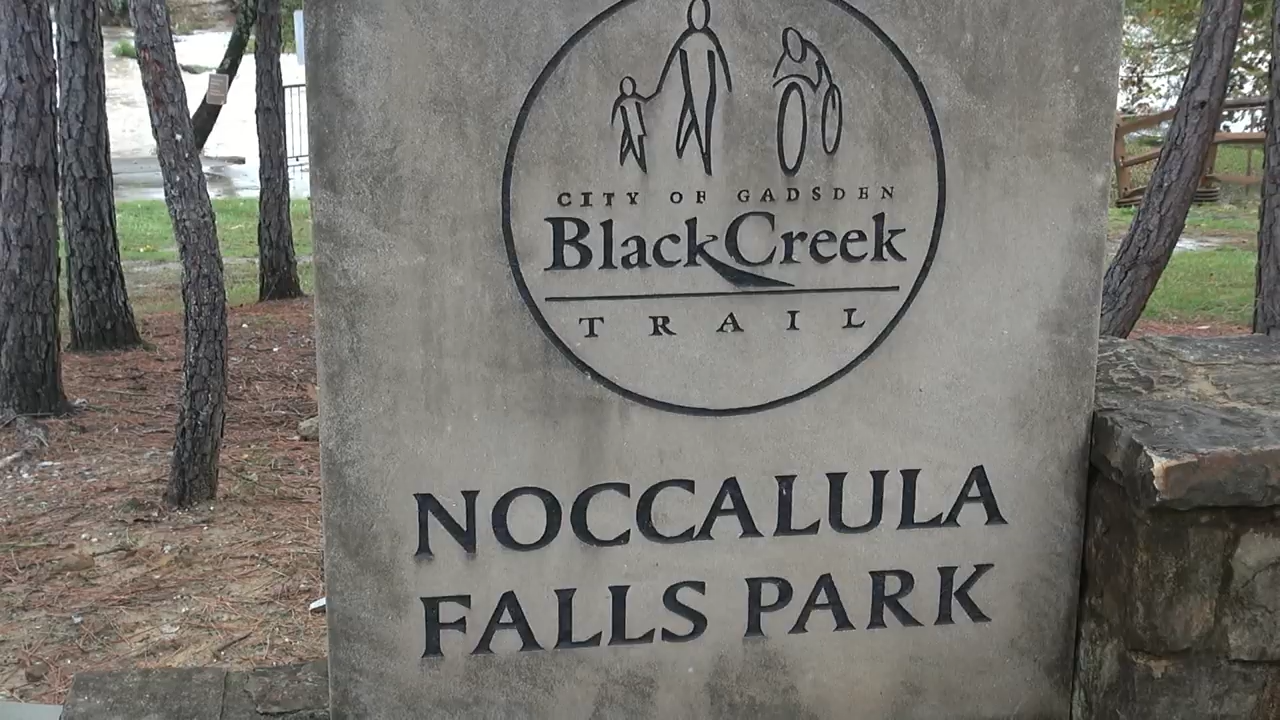 CITY OF GADSDEN
BlackCreek
TRAIL
NOCCALULA
FALLS PARK